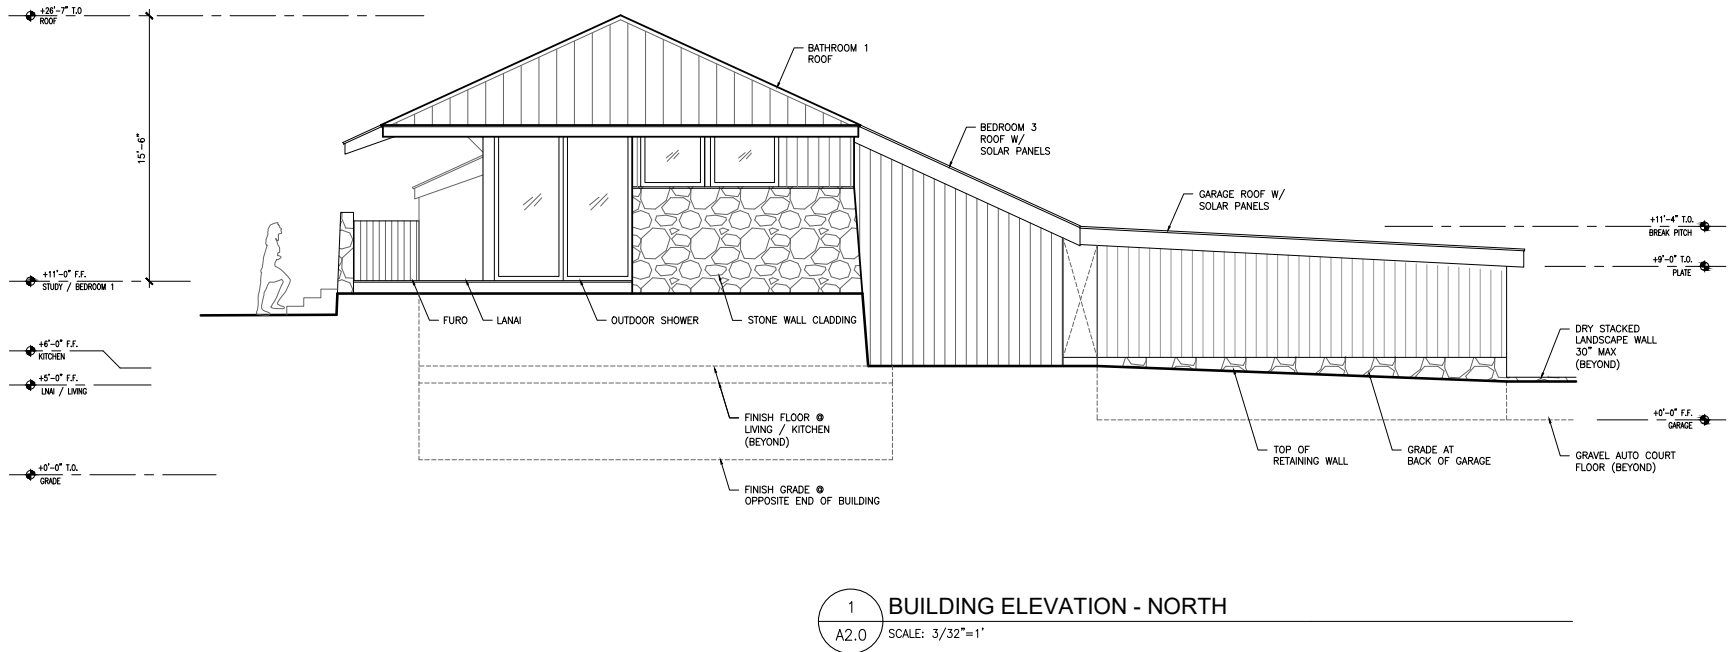 +26'-7" T.O
ROOF
15'-6"
BATHROOM 1
ROOF
BEDROOM 3
ROOF W/
SOLAR PANELS
GARAGE ROOF W/
SOLAR PANELS
+11'-4" T.O.
BREAK PITCH
+9'-0" T.O.
PLATE
+11'-0" F.F.
STUDY / BEDROOM 1
FURO
LANAI
OUTDOOR SHOWER
STONE WALL CLADDING
DRY STACKED
LANDSCAPE WALL
30" MAX
(BEYOND)
+6'-0" F.F.
KITCHEN
+5'-0" F.F.
LNAI / LIVING
FINISH FLOOR @
LIVING / KITCHEN
(BEYOND)
+0'-0" F.F.
GARAGE
TOP OF
RETAINING WALL
GRADE AT
BACK OF GARAGE
GRAVEL AUTO COURT
FLOOR (BEYOND)
+0'-0" T.O.
GRADE
FINISH GRADE @
OPPOSITE END OF BUILDING
1
A2.0
BUILDING ELEVATION - NORTH
SCALE: 3/32"=1'